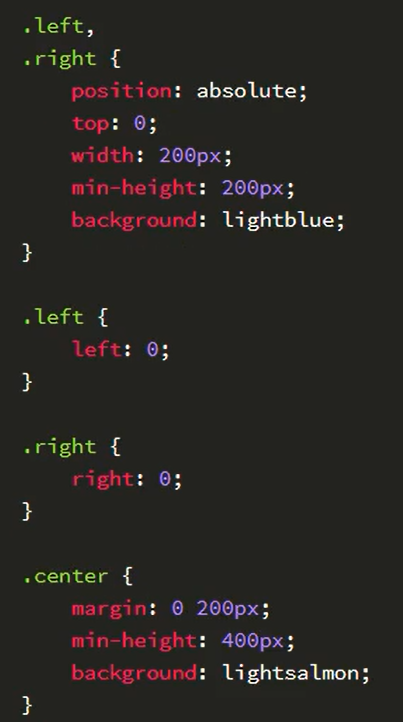 .left,
.right {
    position: absolute;
    top: 0;
    width: 200px;
    min-height: 200px;
    background: lightblue;
}

.left {
    left: 0;
}

.right {
    right: 0;
}

.center {
    margin: 0 200px;
    min-height: 400px;
    background: lightsalmon;
}